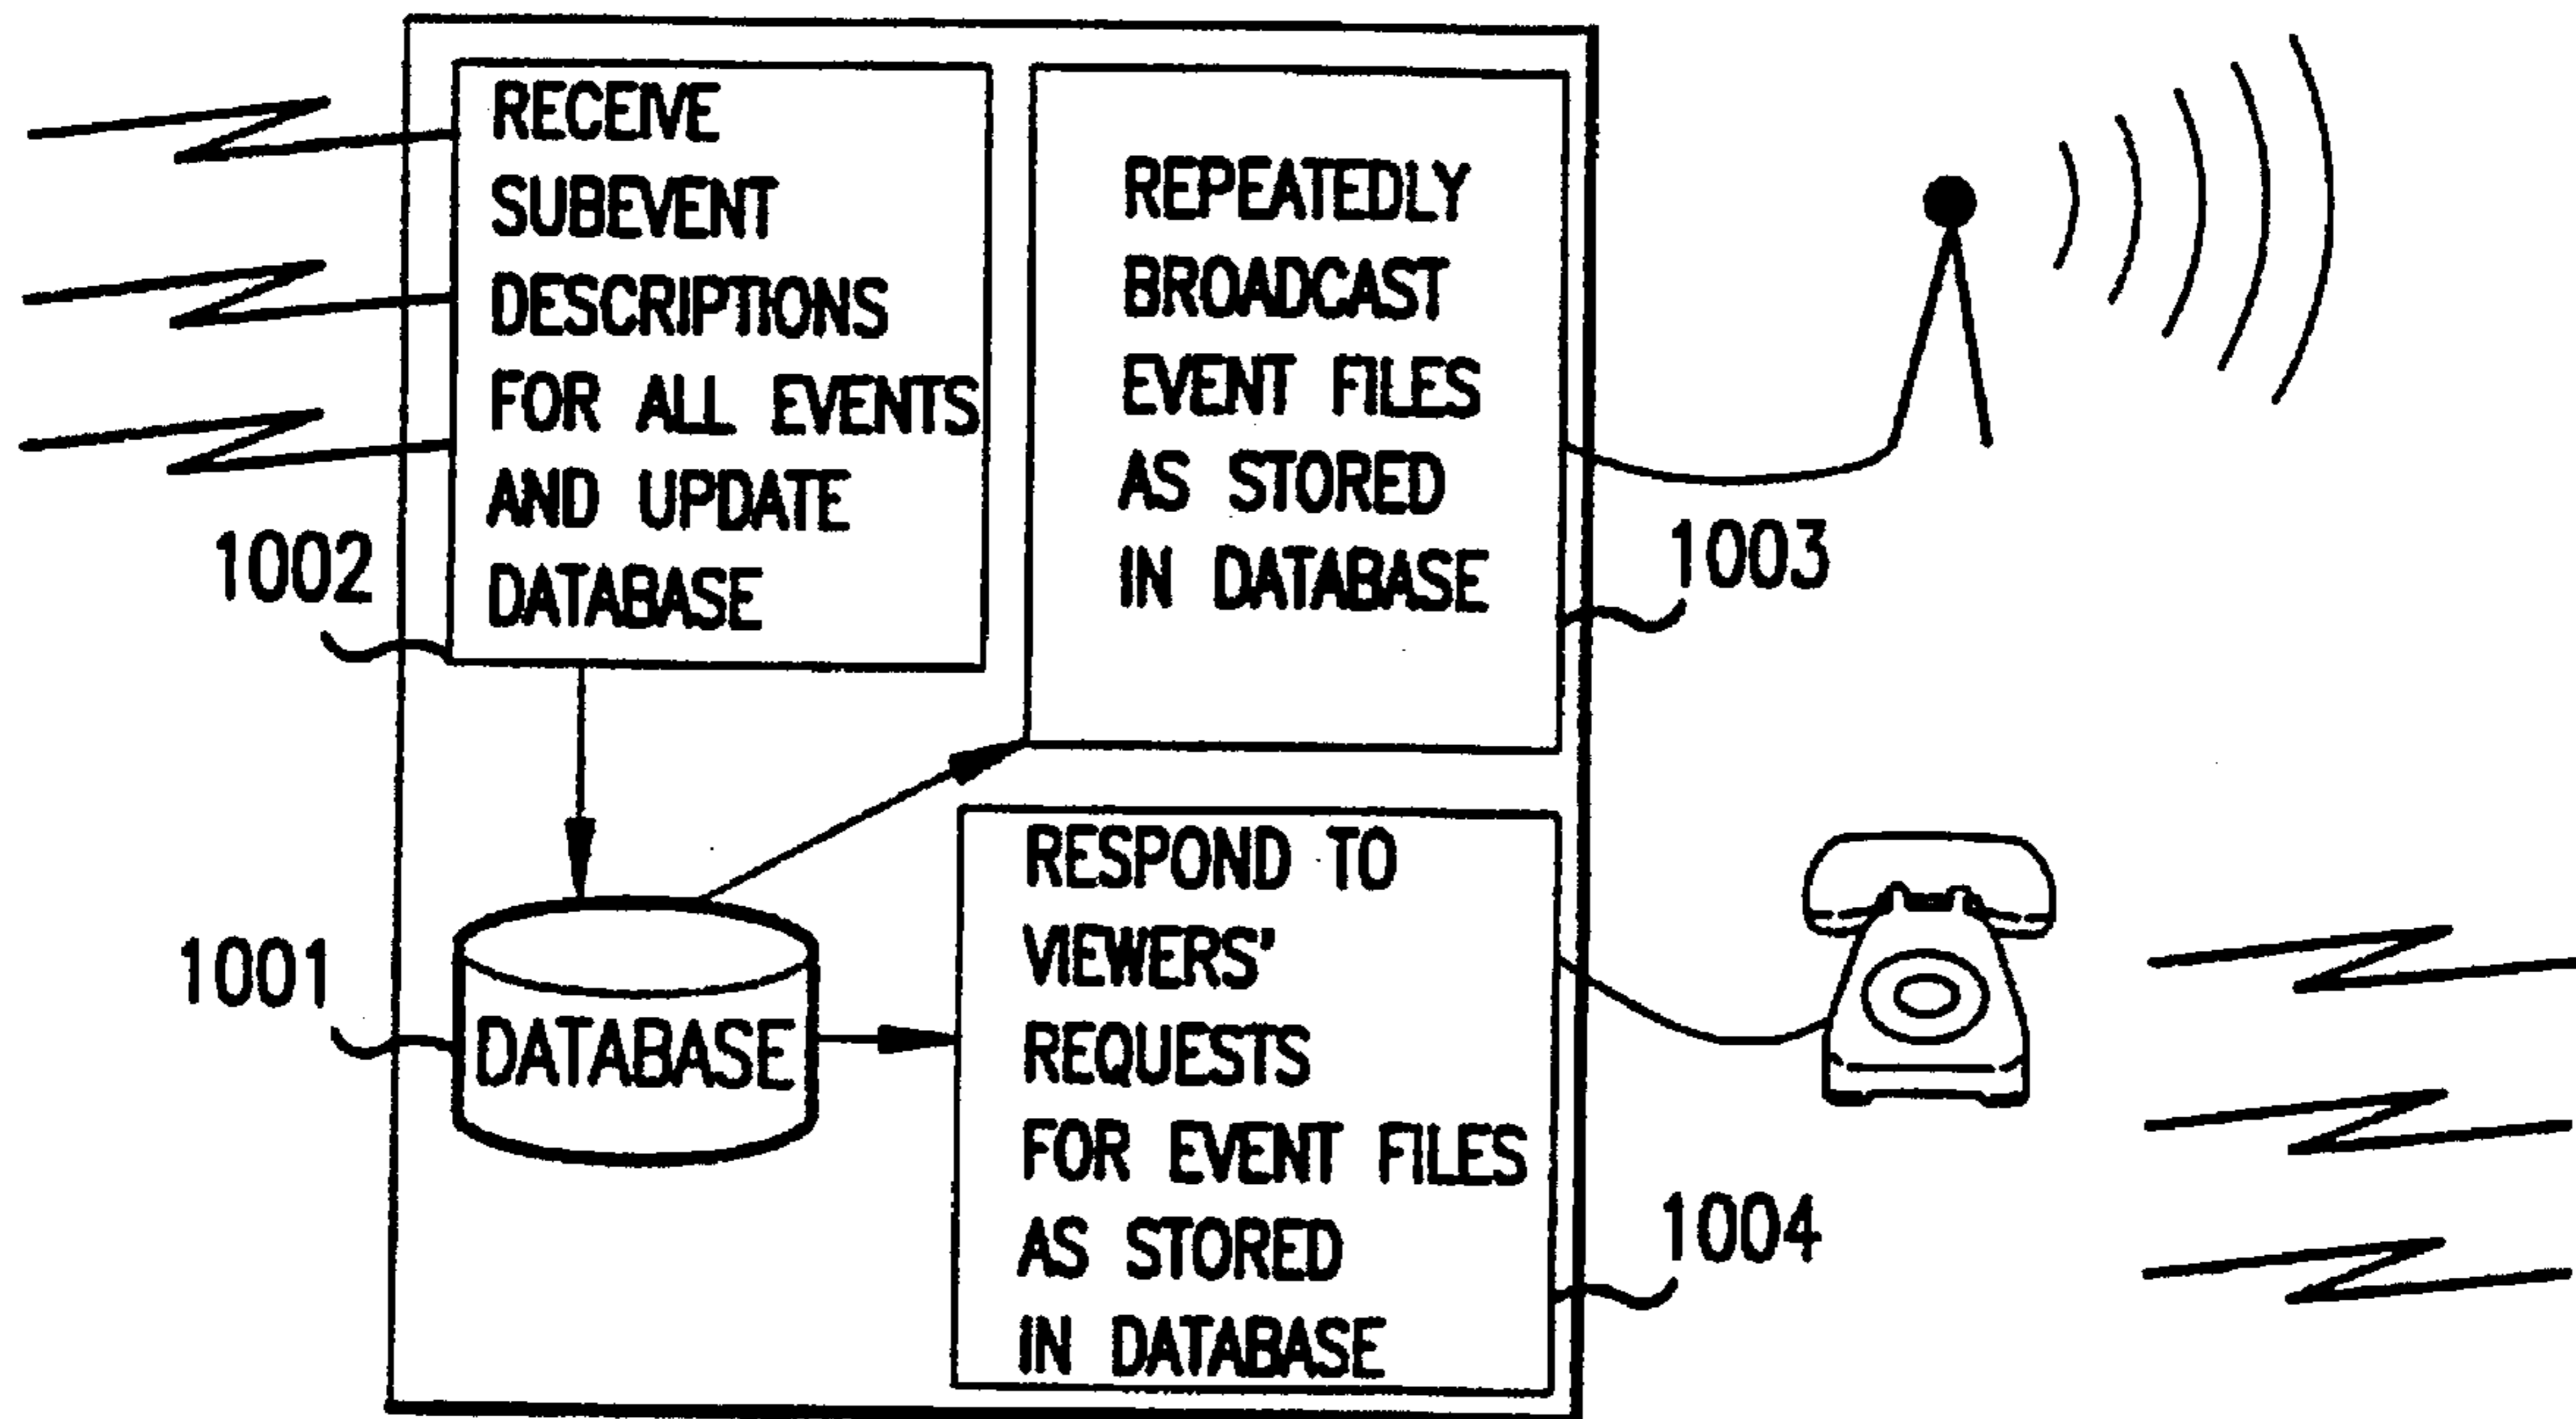 RECEIVE
SUBEVENT
DESCRIPTIONS
FOR ALL EVENTS
AND UPDATE
DATABASE
1002
REPEATEDLY
BROADCAST
EVENT FILES
AS STORED
IN DATABASE
1003
1001
DATABASE
RESPOND TO
VIEWERS'
REQUESTS
FOR EVENT FILES
AS STORED
IN DATABASE
1004